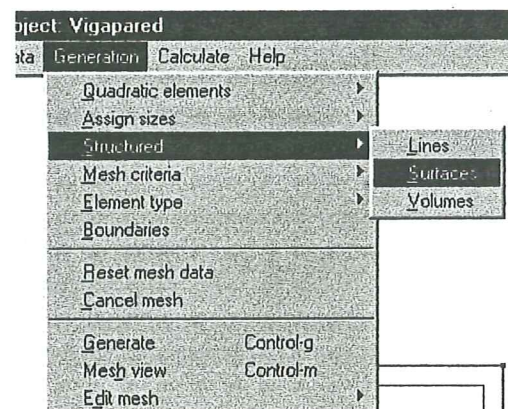 oject: Vigapared
ata Generation Calculate Help
Quadratic elements
Assign sizes
Structured
Lines
Mesh criteria
Surfaces
Element type
Volumes
Boundaries
Reset mesh data
Cancel mesh
Generate Control-g
Mesh view Control-m
Edit mesh